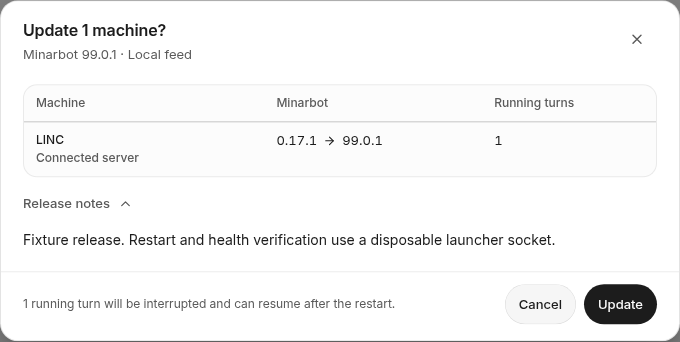 Update 1 machine?
Minarbot 99.0.1 · Local feed
Machine Minarbot Running turns
LINC 0.17.1 → 99.0.1 1
Connected server
Release notes
Fixture release. Restart and health verification use a disposable launcher socket.
1 running turn will be interrupted and can resume after the restart. Cancel Update